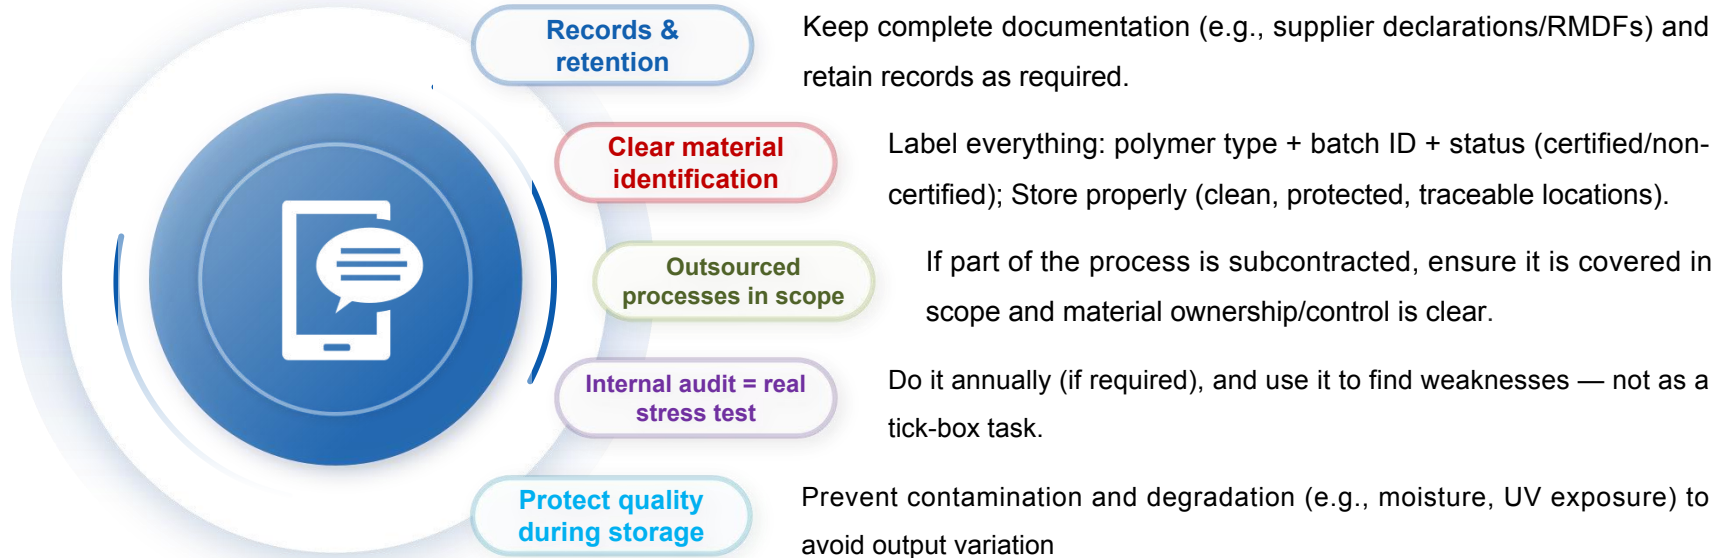 Records &
retention
Keep complete documentation (e.g., supplier declarations/RMDFs) and
retain records as required.
Clear material
identification
Label everything: polymer type + batch ID + status (certified/non-
certified); Store properly (clean, protected, traceable locations).
Outsourced
processes in scope
If part of the process is subcontracted, ensure it is covered in
scope and material ownership/control is clear.
Internal audit = real
stress test
Do it annually (if required), and use it to find weaknesses — not as a
tick-box task.
Protect quality
during storage
Prevent contamination and degradation (e.g., moisture, UV exposure) to
avoid output variation